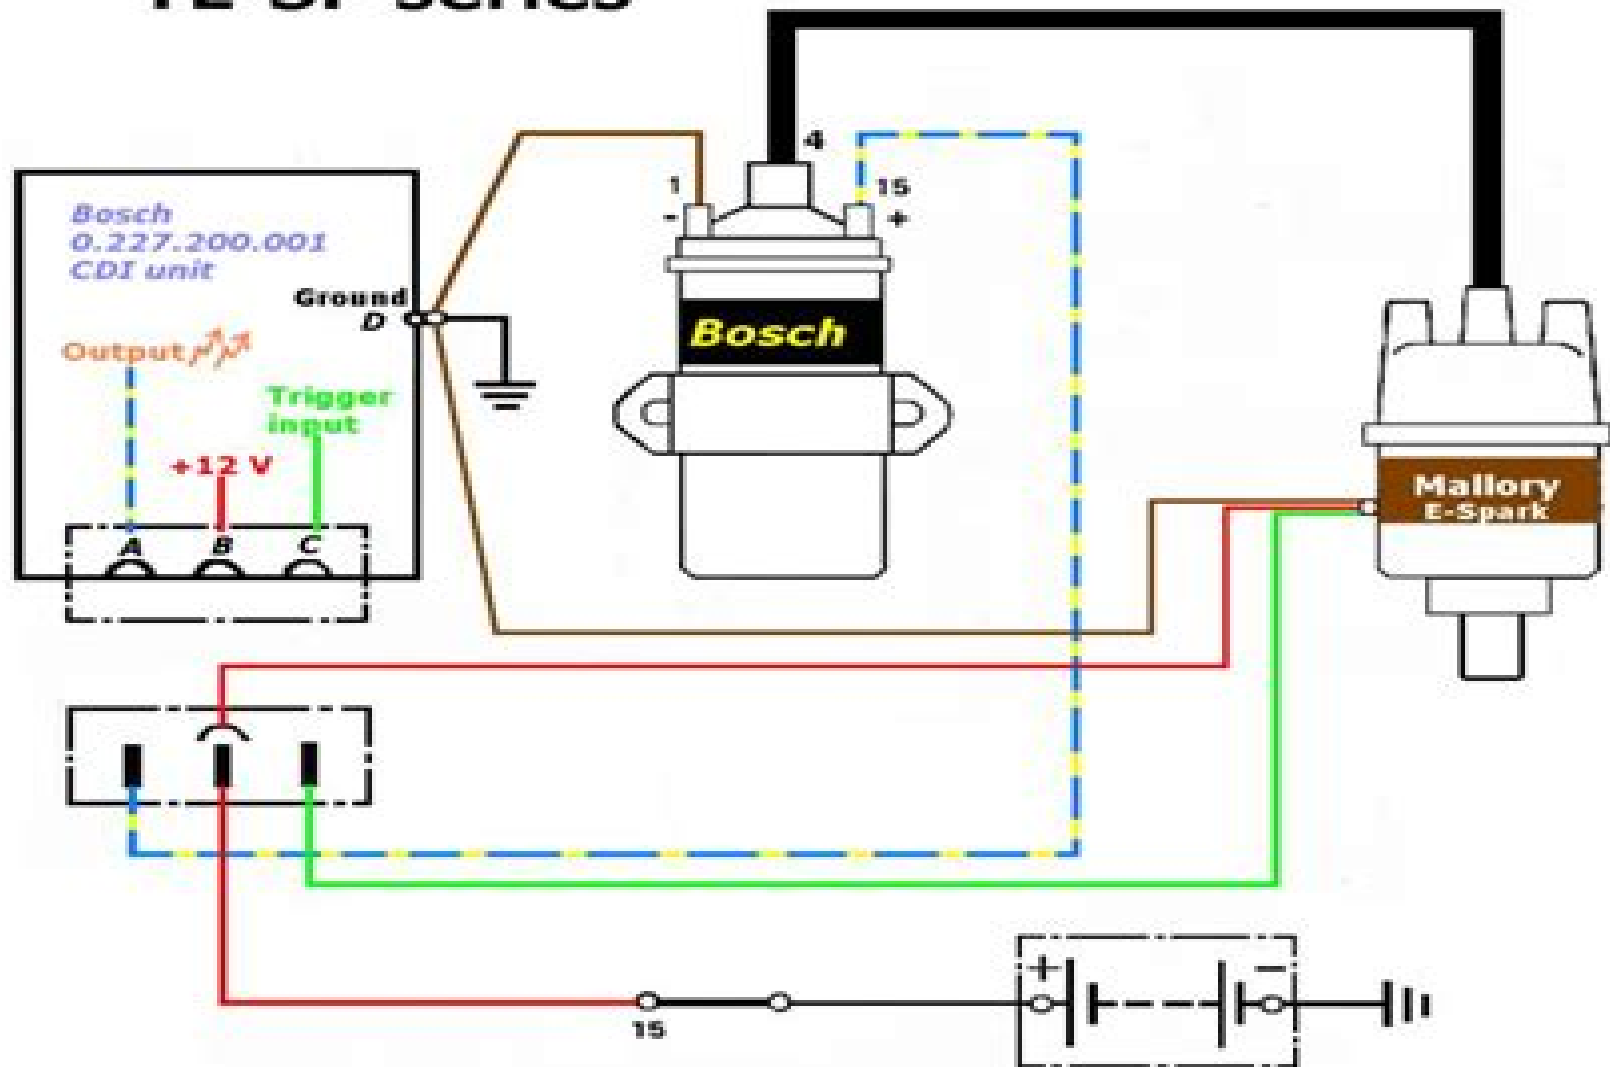 series
4
1
15
-
+
Bosch
0.227.200.001
CDI unit
Ground
D
Output
Trigger
input
+12 V
A
B
C
Bosch
Mallory
E-Spark
+
−
15